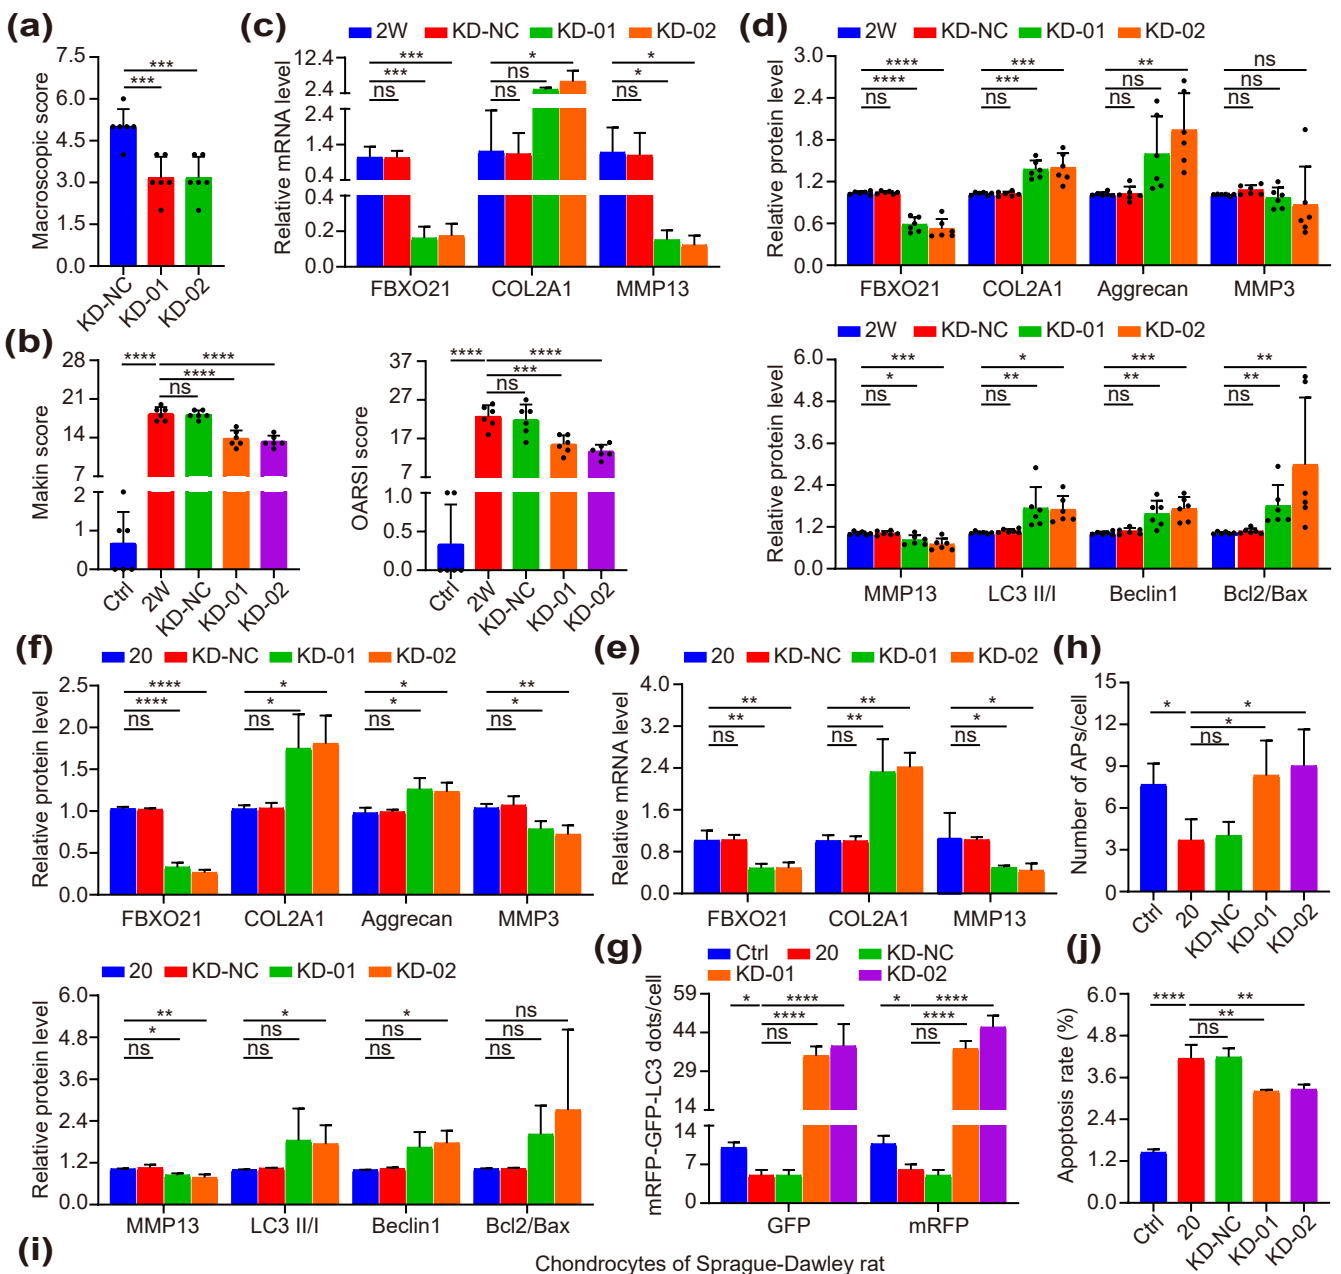 (a)
Macroscopic score
7.5
6.0
4.5
3.0
1.5
0.0
***
***
KD-NC
KD-01
KD-02
(c)
2W KD-NC KD-01 KD-02
Relative mRNA level
12.4
2.4
2.4
1.4
0.4
0.4
0.2
0.0
*** * *
*** ns *
ns ns ns
FBXO21 COL2A1 MMP13
(d)
2W KD-NC KD-01 KD-02
Relative protein level
3.0
2.4
1.8
1.2
0.6
0.0
**** *** ** ns
**** *** ns ns
ns ns ns ns
FBXO21 COL2A1 Aggrecan MMP3
2W KD-NC KD-01 KD-02
Relative protein level
6.0
4.8
3.6
2.4
1.2
0.0
*** * *** **
* ** ** **
ns ns ns ns
MMP13 LC3 II/I Beclin1 Bcl2/Bax
(b)
Makin score
28
21
14
7
2
1
0
**** ****
****
ns
Ctrl
2W
KD-NC
KD-01
KD-02
OARSI score
37
27
17
7
1.0
0.5
0.0
**** ****
***
ns
Ctrl
2W
KD-NC
KD-01
KD-02
(f)
20 KD-NC KD-01 KD-02
Relative protein level
2.5
2.0
1.5
1.0
0.5
0.0
**** * * **
**** * * *
ns ns ns ns
FBXO21 COL2A1 Aggrecan MMP3
20 KD-NC KD-01 KD-02
Relative protein level
6.0
4.8
3.6
2.4
1.2
0.0
** * * ns
* ns ns ns
ns ns ns ns
MMP13 LC3 II/I Beclin1 Bcl2/Bax
(e)
20 KD-NC KD-01 KD-02
Relative mRNA level
4.0
3.2
2.4
1.6
0.8
0.0
** ** *
** ** *
ns ns ns
FBXO21 COL2A1 MMP13
(h)
Number of APs/cell
15
12
9
6
3
0
* *
*
ns
Ctrl
20
KD-NC
KD-01
KD-02
(g)
Ctrl 20 KD-NC
KD-01 KD-02
mRFP-GFP-LC3 dots/cell
59
44
29
14
14
7
0
* **** * ****
**** ****
ns ns
GFP mRFP
(j)
Apoptosis rate (%)
6.0
4.8
3.6
2.4
1.2
0.0
**** **
**
ns
Ctrl
20
KD-NC
KD-01
KD-02
(i)
Chondrocytes of Sprague-Dawley rat